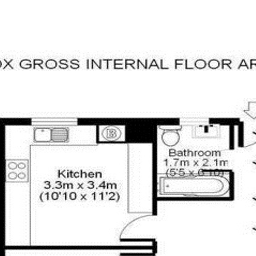 OX GROSS INTERNAL FLOOR AR
B
Kitchen
3.3m x 3.4m
(10'10 x 11'2)
Bathroom
1.7m x 2.1m
(5'5 x 6'10)